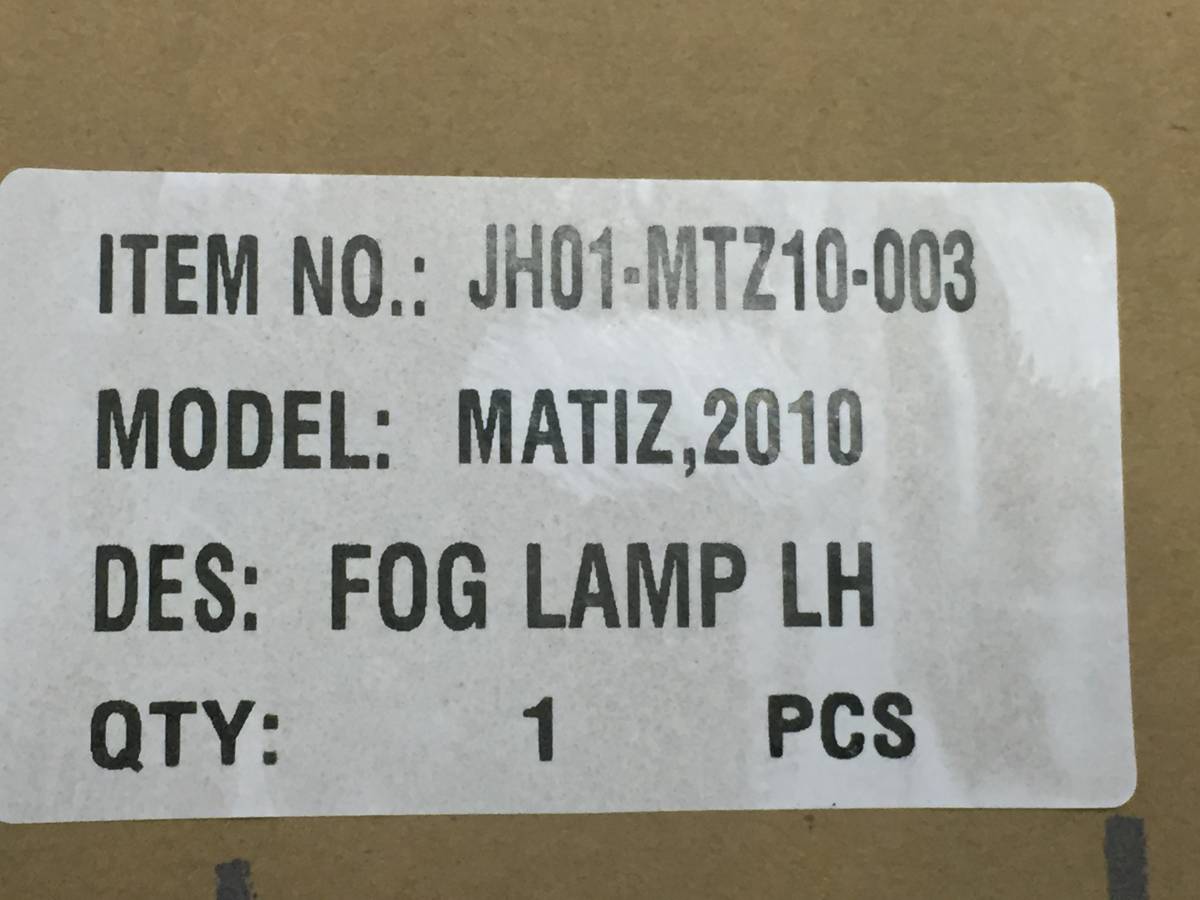 ITEM NO.: JH01-MTZ10-003
MODEL: MATIZ,2010
DES: FOG LAMP LH
QTY: 1 PCS